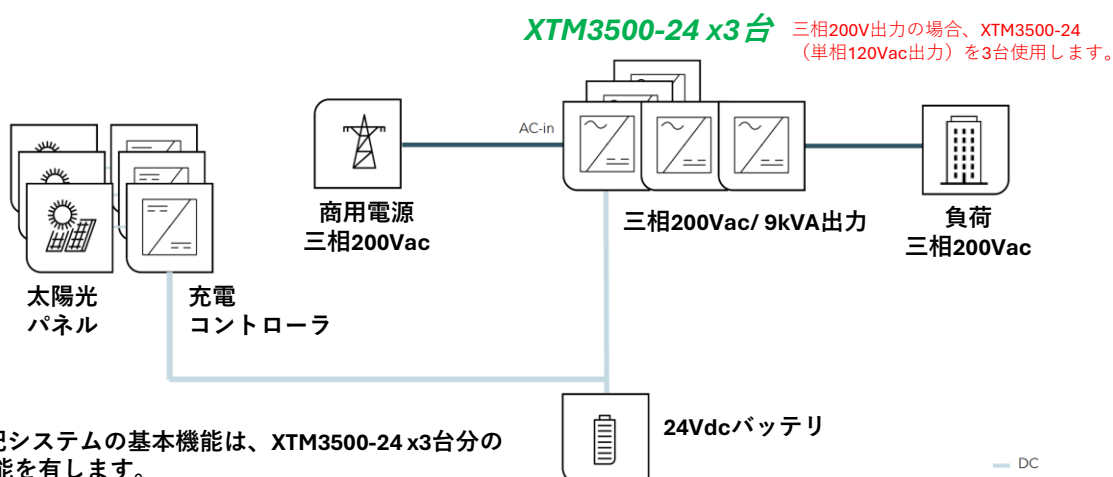 XTM3500-24 x3台
三相200V出力の場合、XTM3500-24
（単相120Vac出力）を3台使用します。
AC-in
商用電源
三相200Vac
三相200Vac/ 9kVA出力
負荷
三相200Vac
太陽光
パネル
充電
コントローラ
24Vdcバッテリ
システムの基本機能は、XTM3500-24 x3台分の
能を有します。
DC